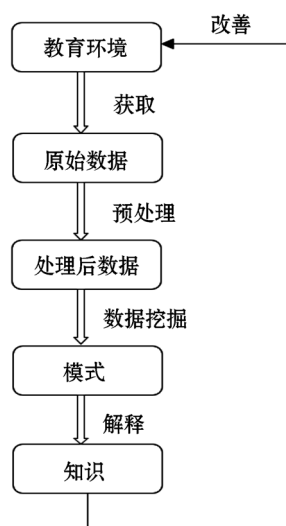 改善
教育环境
获取
原始数据
预处理
处理后数据
数据挖掘
模式
解释
知识